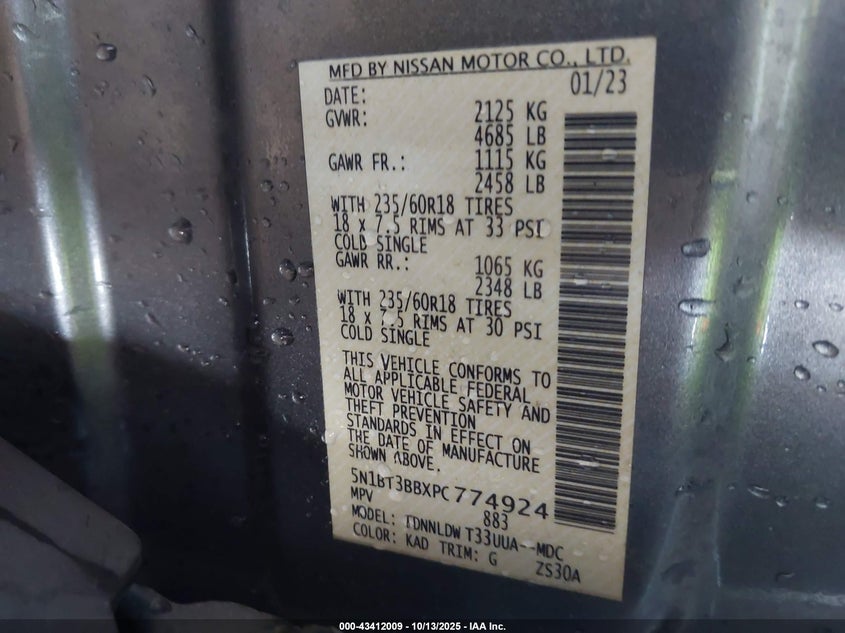 MFD BY NISSAN MOTOR CO., LTD.
DATE: 01/23
GVWR: 2125 KG
4685 LB
GAWR FR.: 1115 KG
2458 LB
WITH 235/60R18 TIRES
18 x 7.5 RIMS AT 33 PSI
COLD SINGLE
GAWR RR.: 1065 KG
2348 LB
WITH 235/60R18 TIRES
18 x 7.5 RIMS AT 30 PSI
COLD SINGLE
THIS VEHICLE CONFORMS TO
ALL APPLICABLE FEDERAL
MOTOR VEHICLE SAFETY AND
THEFT PREVENTION
STANDARDS IN EFFECT ON
THE DATE OF MANUFACTURE
SHOWN ABOVE.
5N1BT3BBXPC774924
MPV 883
MODEL: TDNNLDW T33UUA--MDC
COLOR: KAD TRIM: G ZS30A
000-43412009 - 10/13/2025 - IAA Inc.